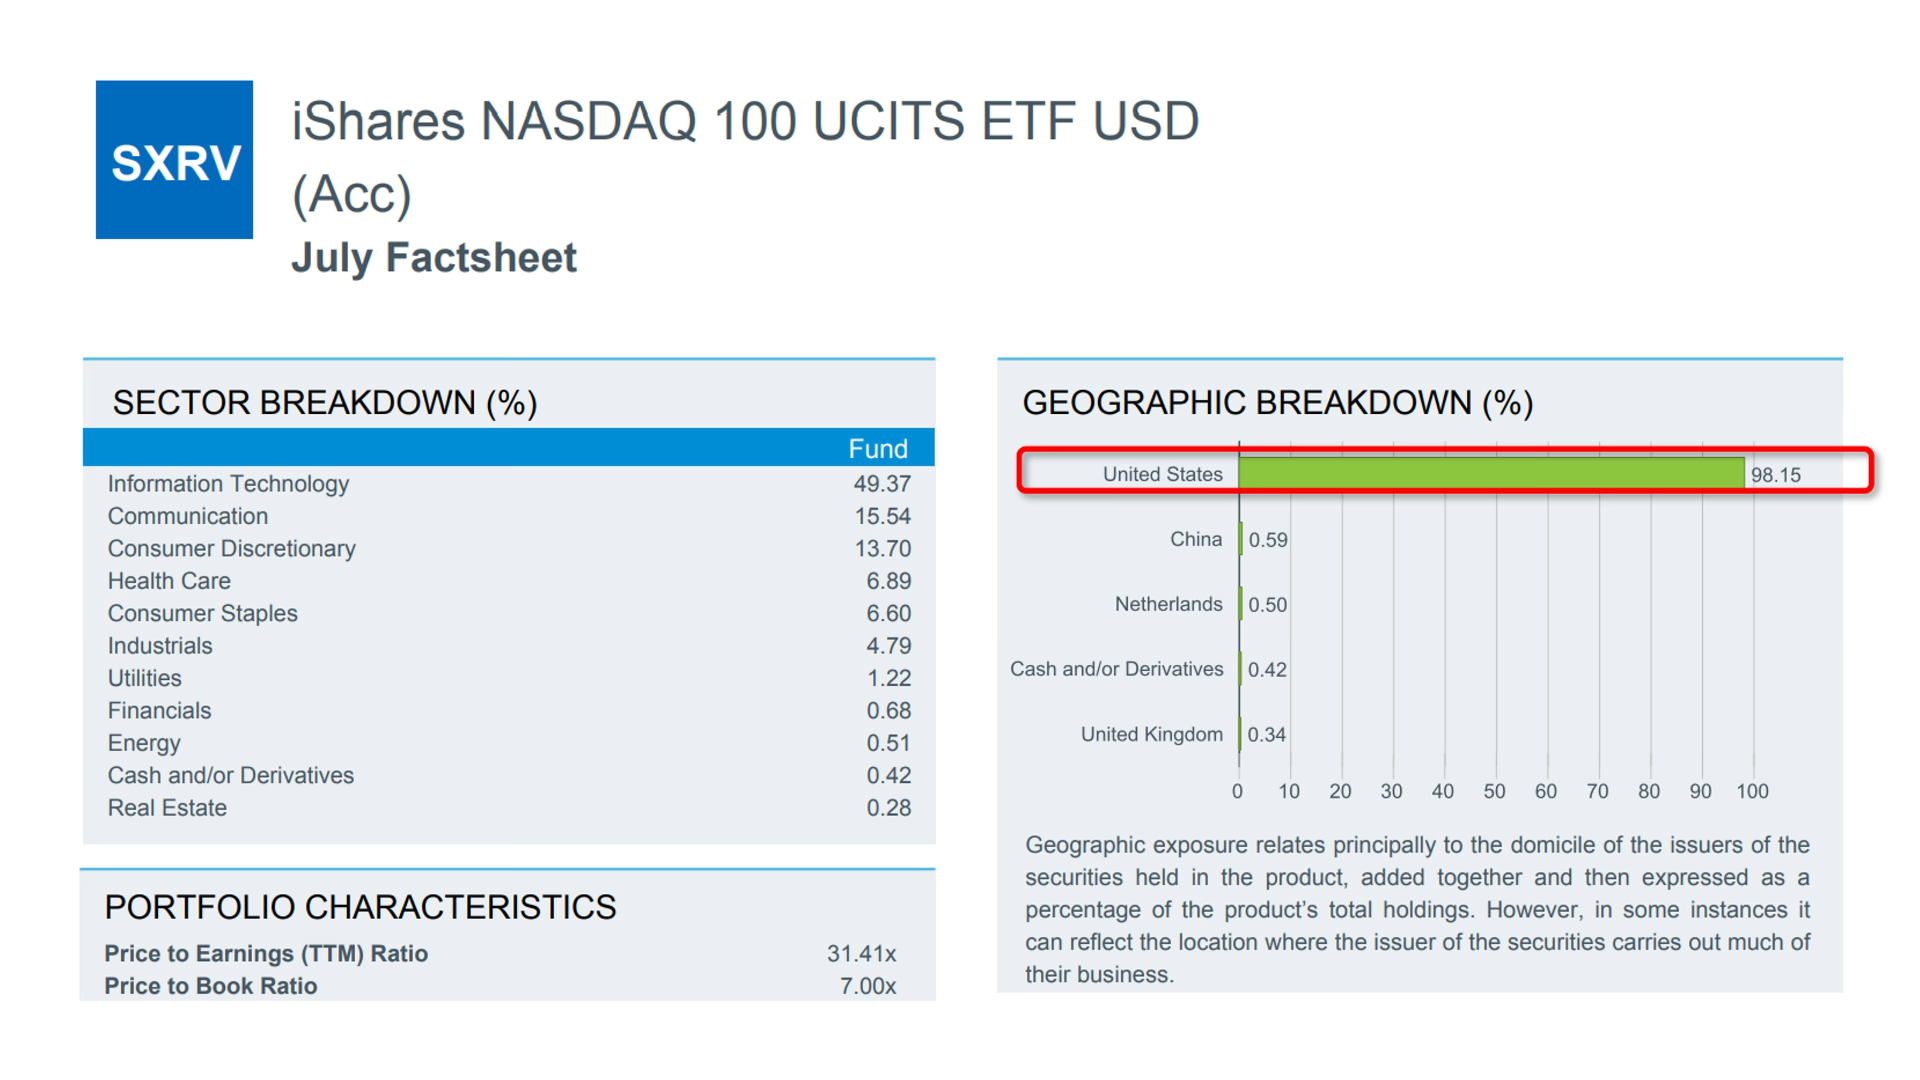 SXRV
iShares NASDAQ 100 UCITS ETF USD
(Acc)
July Factsheet
SECTOR BREAKDOWN (%)
Fund
Information Technology 49.37
Communication 15.54
Consumer Discretionary 13.70
Health Care 6.89
Consumer Staples 6.60
Industrials 4.79
Utilities 1.22
Financials 0.68
Energy 0.51
Cash and/or Derivatives 0.42
Real Estate 0.28
PORTFOLIO CHARACTERISTICS
Price to Earnings (TTM) Ratio 31.41x
Price to Book Ratio 7.00x
GEOGRAPHIC BREAKDOWN (%)
United States 98.15
China 0.59
Netherlands 0.50
Cash and/or Derivatives 0.42
United Kingdom 0.34
0 10 20 30 40 50 60 70 80 90 100
Geographic exposure relates principally to the domicile of the issuers of the
securities held in the product, added together and then expressed as a
percentage of the product’s total holdings. However, in some instances it
can reflect the location where the issuer of the securities carries out much of
their business.